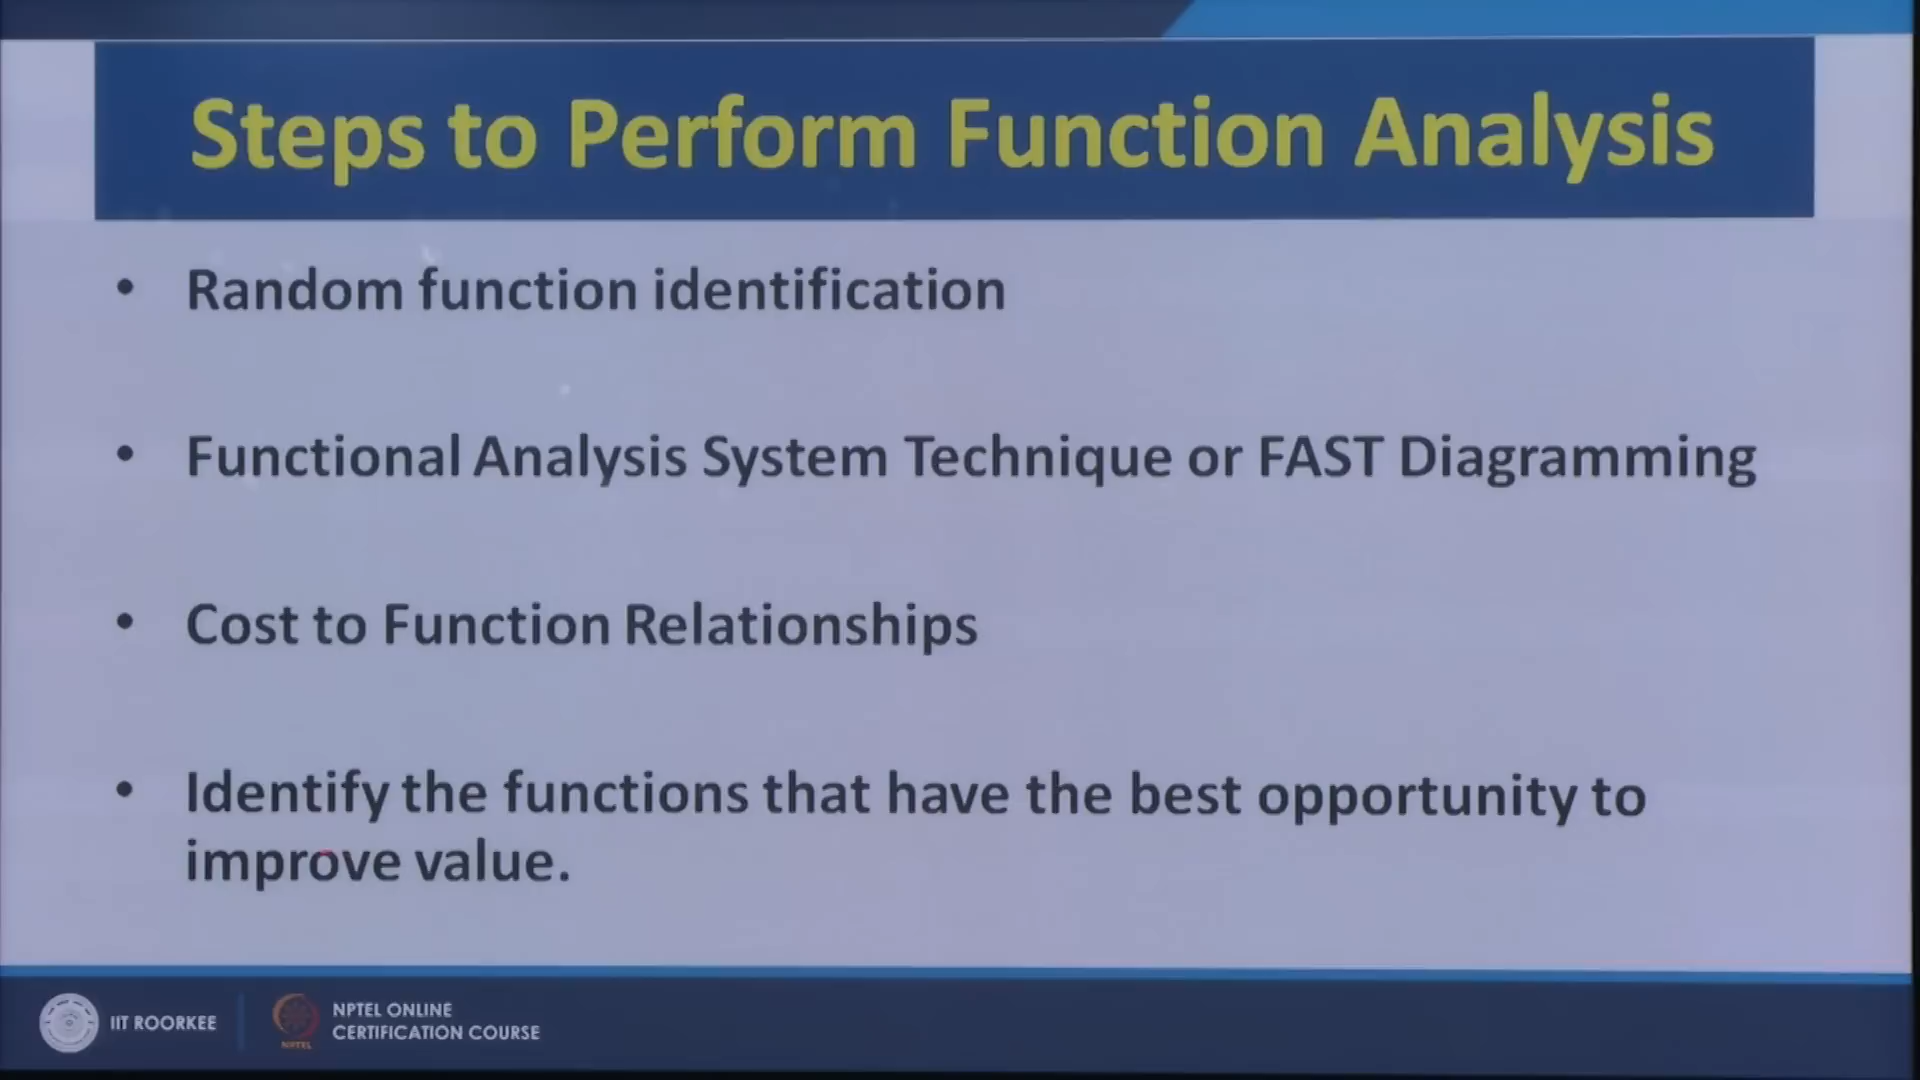 Steps to Perform Function Analysis
• Random function identification
• Functional Analysis System Technique or FAST Diagramming
• Cost to Function Relationships
• Identify the functions that have the best opportunity to
improve value.
IIT ROORKEE
NPTEL
NPTEL ONLINE
CERTIFICATION COURSE